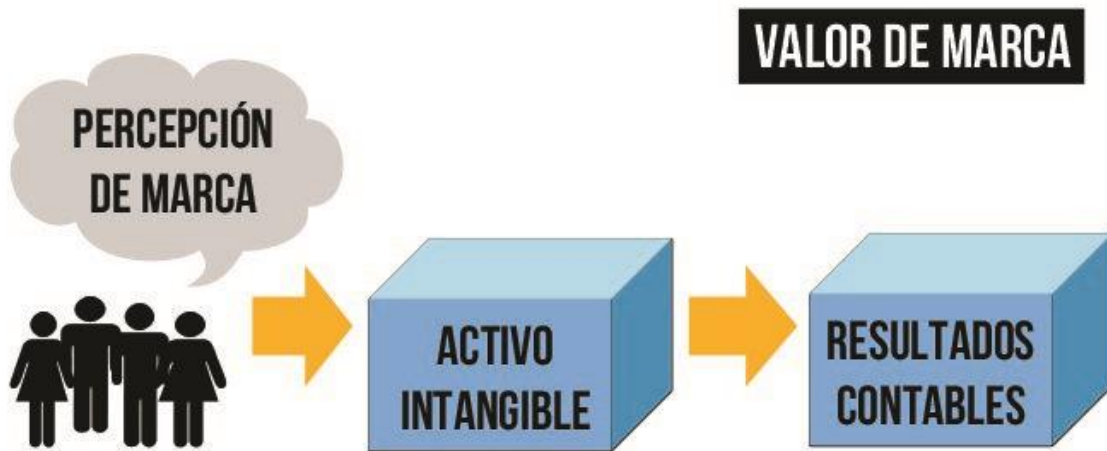 VALOR DE MARCA
PERCEPCIÓN
DE MARCA
ACTIVO
INTANGIBLE
RESULTADOS
CONTABLES